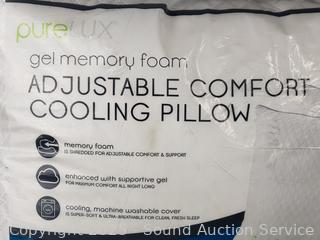 pureLUX
gel memory foam
ADJUSTABLE COMFORT
COOLING PILLOW
memory foam
IS SHREDDED FOR ADJUSTABLE COMFORT & SUPPORT
enhanced with supportive gel
FOR MAXIMUM COMFORT ALL NIGHT LONG
cooling, machine washable cover
IS SUPER-SOFT & ULTRA-BREATHABLE FOR CLEAN, FRESH SLEEP
Sound Auction Service